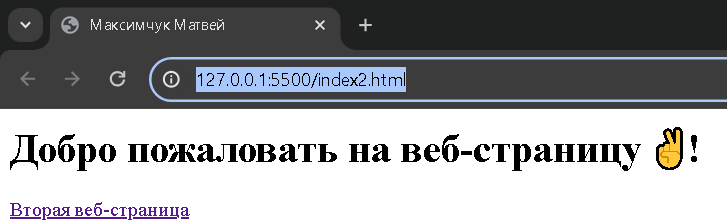 Максимчук Матвей
127.0.0.1:5500/index2.html
Добро пожаловать на веб-страницу ✌!
Вторая веб-страница